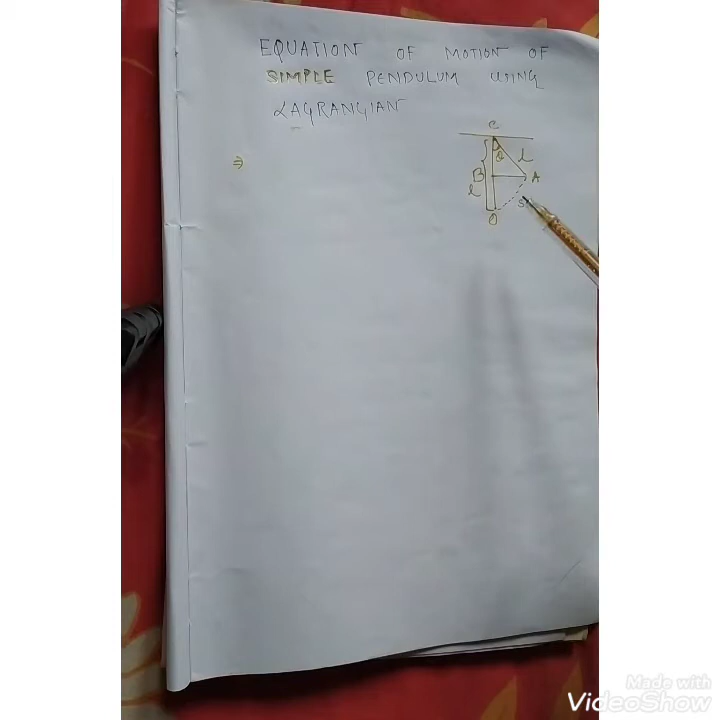 EQUATION OF MOTION OF
SIMPLE PENDULUM USING
LAGRANGIAN
⇒
C
θ
l
B
A
l
S
O
Made with
VideoShow